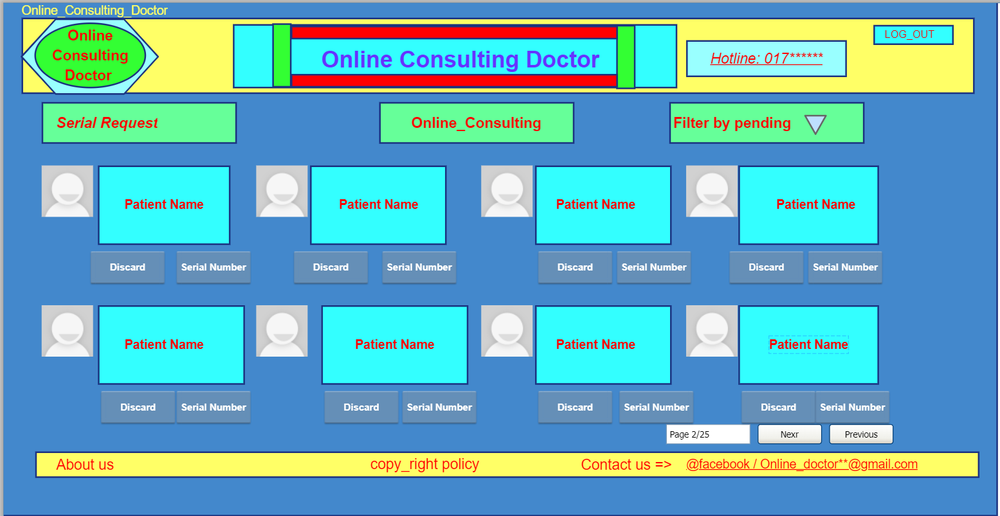 Online_Consulting_Doctor
Online
Consulting
Doctor
Online Consulting Doctor
Hotline: 017******
LOG_OUT
Serial Request
Online_Consulting
Filter by pending
Patient Name
Patient Name
Patient Name
Patient Name
Discard
Serial Number
Discard
Serial Number
Discard
Serial Number
Discard
Serial Number
Patient Name
Patient Name
Patient Name
Patient Name
Discard
Serial Number
Discard
Serial Number
Discard
Serial Number
Discard
Serial Number
Page 2/25
Nexr
Previous
About us
copy_right policy
Contact us =>
@facebook / Online_doctor**@gmail.com